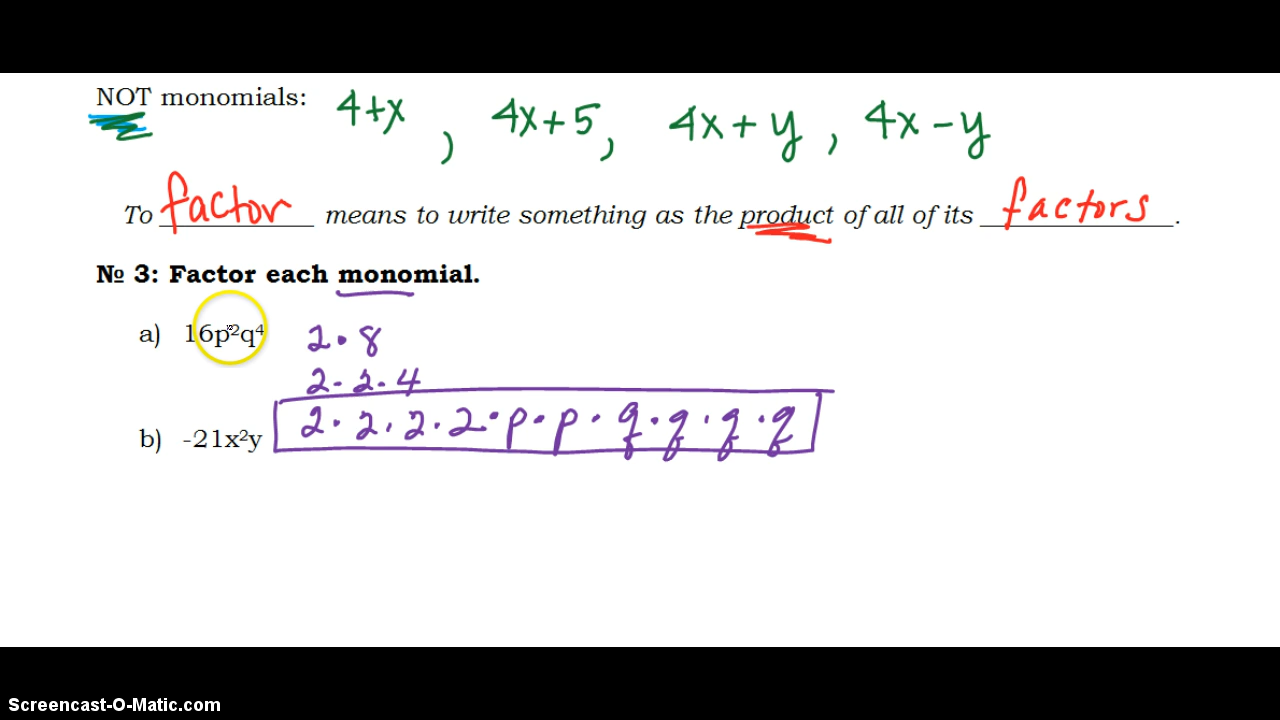 NOT monomials: 4+x , 4x+5, 4x+y, 4x-y
To factor means to write something as the product of all of its factors.
№ 3: Factor each monomial.
a) 16p²q⁴ 2·8
2·2·4
2·2·2·2·p·p·q·q·q·q
b) -21x²y
Screencast-O-Matic.com